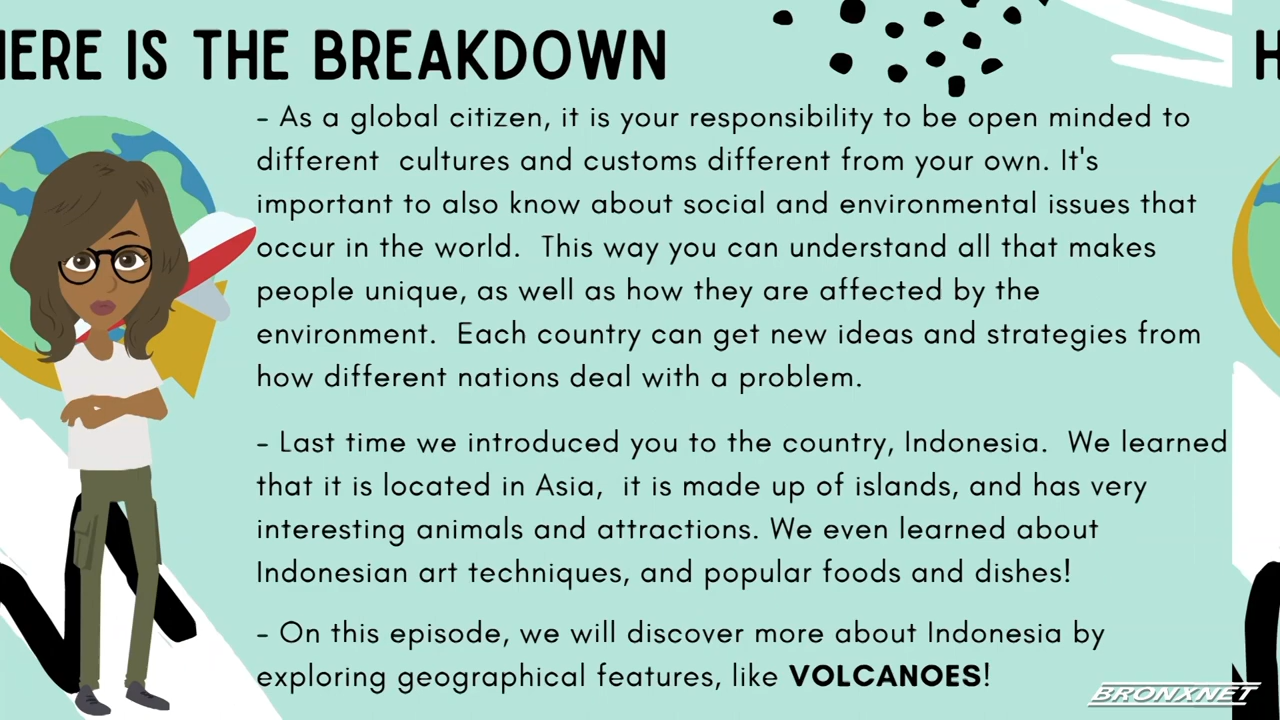 HERE IS THE BREAKDOWN
- As a global citizen, it is your responsibility to be open minded to
different cultures and customs different from your own. It's
important to also know about social and environmental issues that
occur in the world. This way you can understand all that makes
people unique, as well as how they are affected by the
environment. Each country can get new ideas and strategies from
how different nations deal with a problem.
- Last time we introduced you to the country, Indonesia. We learned
that it is located in Asia, it is made up of islands, and has very
interesting animals and attractions. We even learned about
Indonesian art techniques, and popular foods and dishes!
- On this episode, we will discover more about Indonesia by
exploring geographical features, like VOLCANOES!
BRONXNET